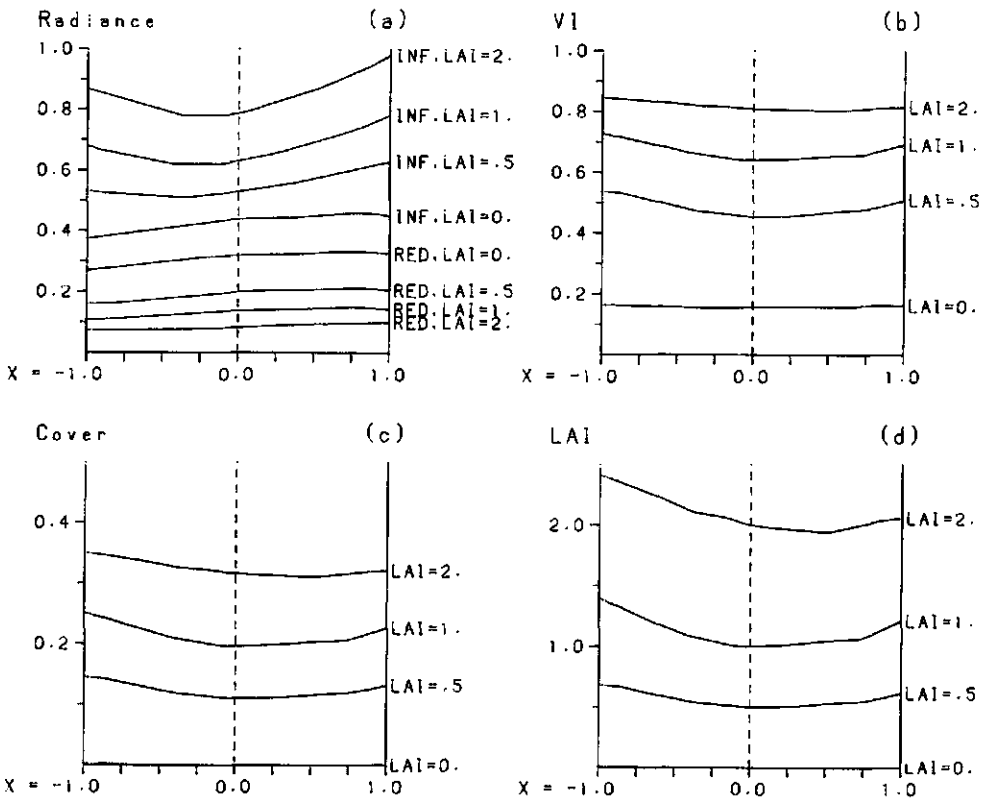 Radiance (a)
1.0
0.8
0.6
0.4
0.2
INF.LAI=2.
INF.LAI=1.
INF.LAI=.5
INF.LAI=0.
RED.LAI=0.
RED.LAI=.5
RED.LAI=1.
RED.LAI=2.
X = -1.0 0.0 1.0
VI (b)
1.0
0.8
0.6
0.4
0.2
LAI=2.
LAI=1.
LAI=.5
LAI=0.
X = -1.0 0.0 1.0
Cover (c)
0.4
0.2
LAI=2.
LAI=1.
LAI=.5
LAI=0.
X = -1.0 0.0 1.0
LAI (d)
2.0
1.0
LAI=2.
LAI=1.
LAI=.5
LAI=0.
X = -1.0 0.0 1.0